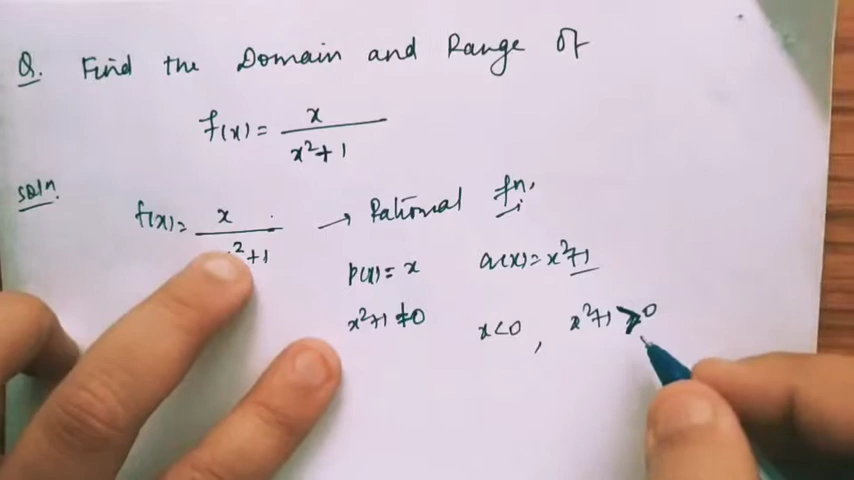 Q. Find the Domain and Range of
f(x) = x / x²+1
Soln.
f(x) = x / x²+1 → Rational fn.
p(x) = x q(x) = x²+1
x²+1 ≠ 0 x<0 , x²+1 > 0